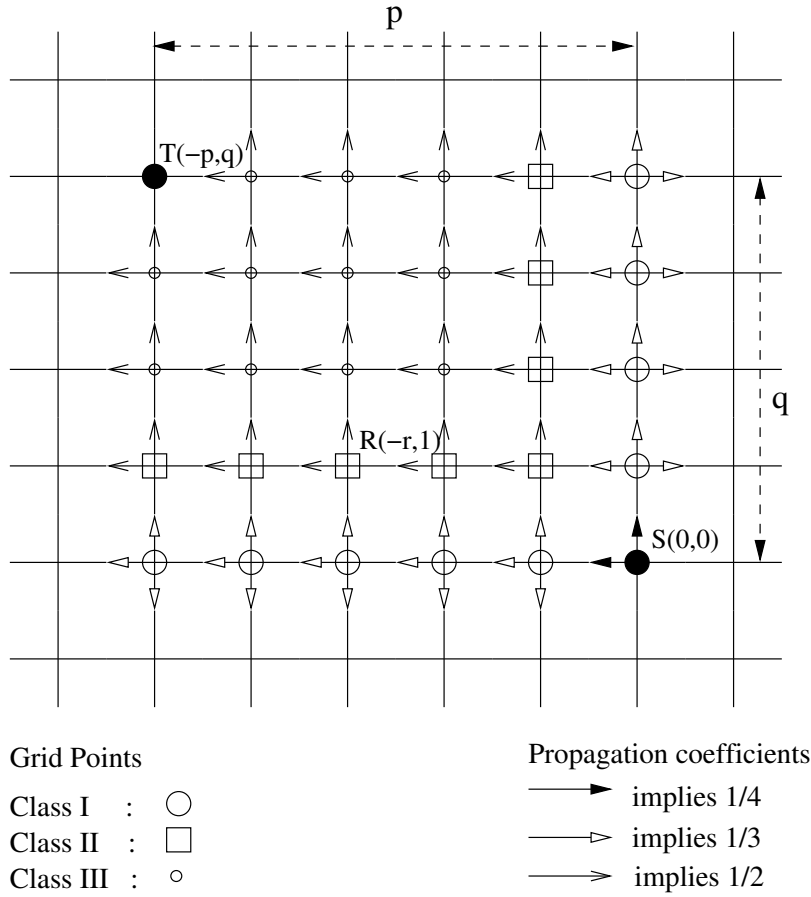 p
T(−p,q)
q
R(−r,1)
S(0,0)
Grid Points
Class I :
Class II :
Class III :
Propagation coefficients
implies 1/4
implies 1/3
implies 1/2